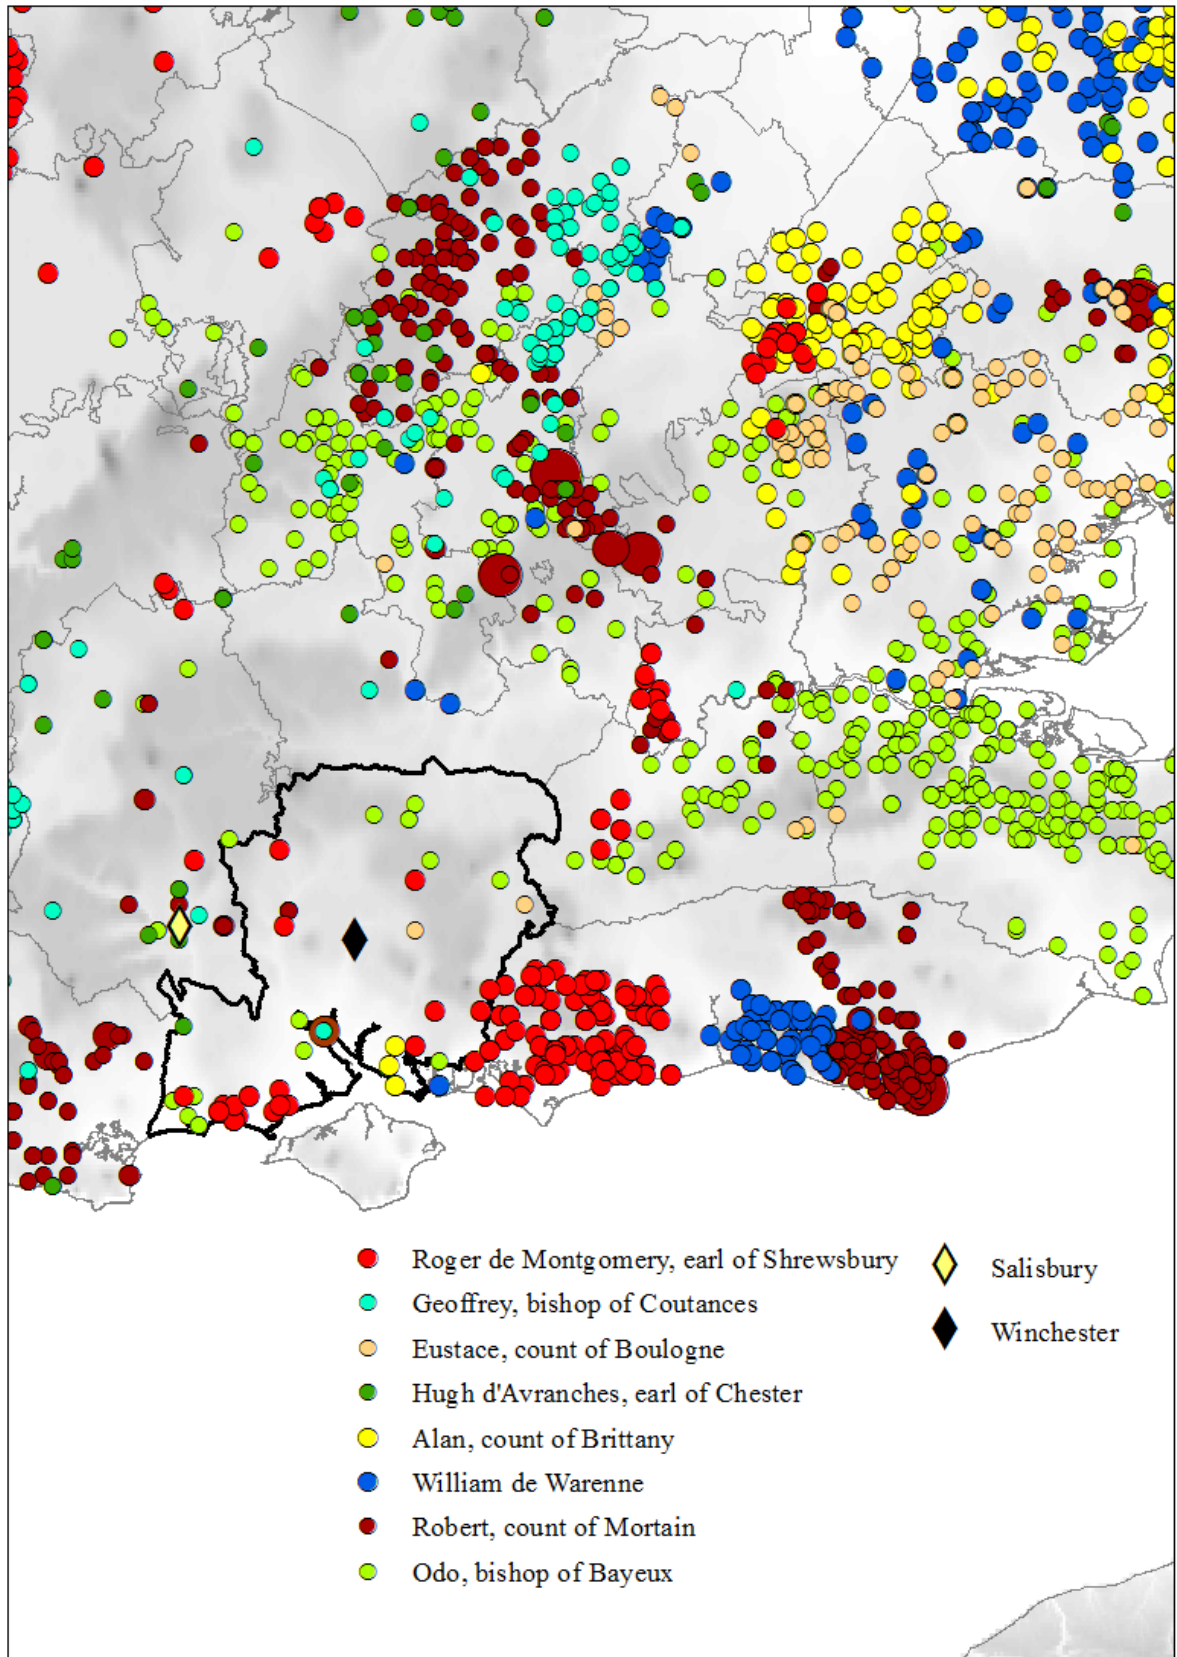 Roger de Montgomery, earl of Shrewsbury
Geoffrey, bishop of Coutances
Eustace, count of Boulogne
Hugh d'Avranches, earl of Chester
Alan, count of Brittany
William de Warenne
Robert, count of Mortain
Odo, bishop of Bayeux
Salisbury
Winchester